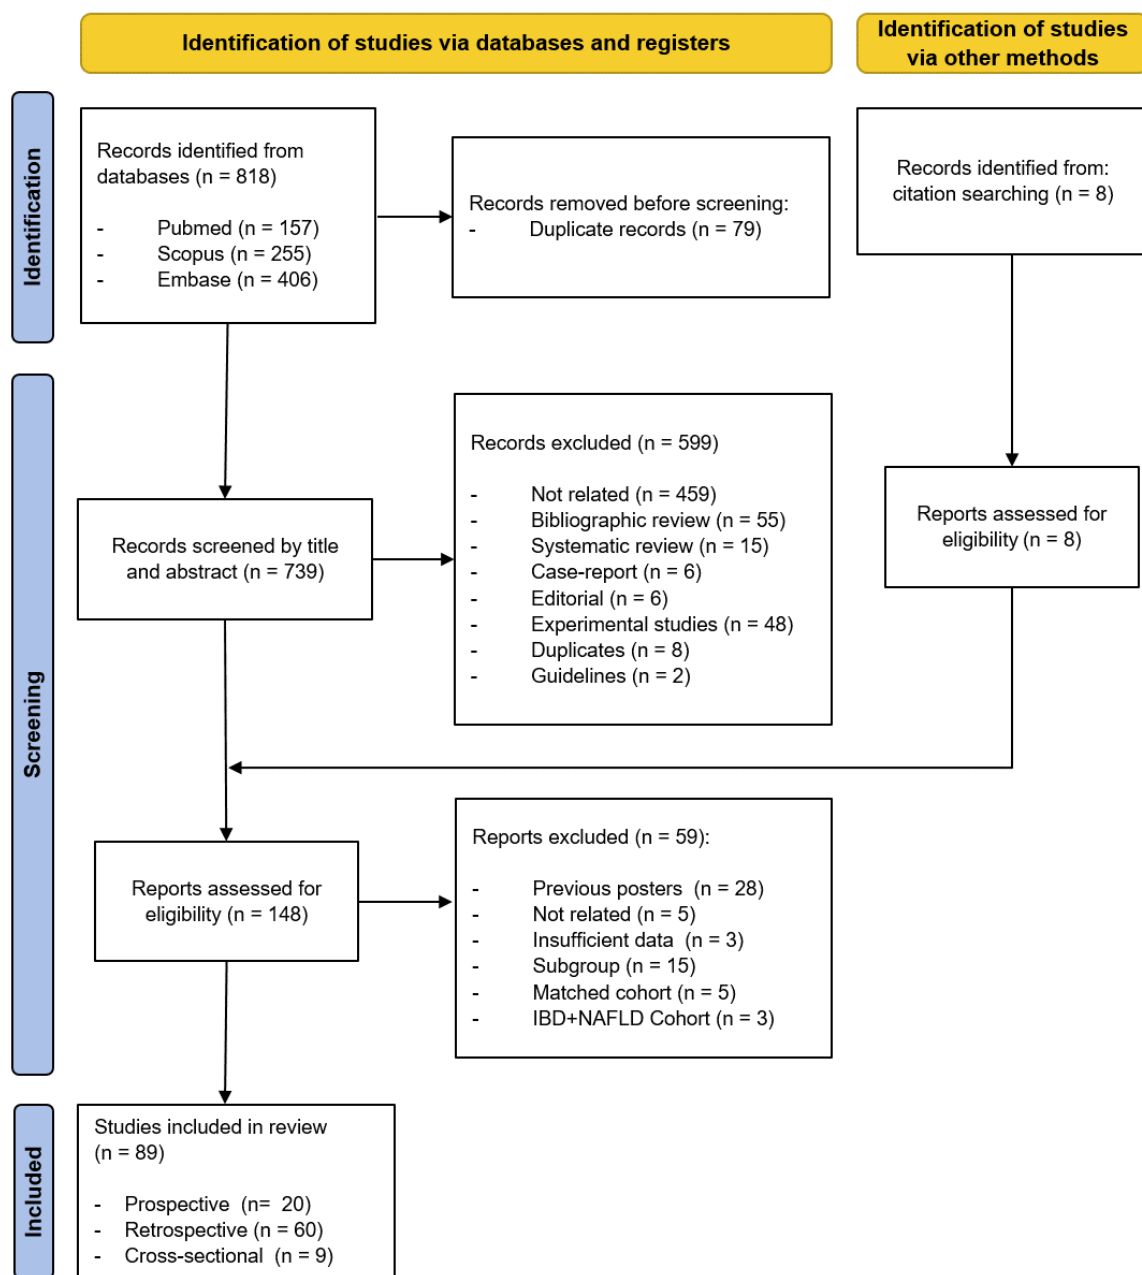 Identification of studies via databases and registers
Identification of studies
via other methods
Identification
Records identified from
databases (n = 818)
- Pubmed (n = 157)
- Scopus (n = 255)
- Embase (n = 406)
Records removed before screening:
- Duplicate records (n = 79)
Records identified from:
citation searching (n = 8)
Screening
Records screened by title
and abstract (n = 739)
Records excluded (n = 599)
- Not related (n = 459)
- Bibliographic review (n = 55)
- Systematic review (n = 15)
- Case-report (n = 6)
- Editorial (n = 6)
- Experimental studies (n = 48)
- Duplicates (n = 8)
- Guidelines (n = 2)
Reports assessed for
eligibility (n = 8)
Reports assessed for
eligibility (n = 148)
Reports excluded (n = 59):
- Previous posters (n = 28)
- Not related (n = 5)
- Insufficient data (n = 3)
- Subgroup (n = 15)
- Matched cohort (n = 5)
- IBD+NAFLD Cohort (n = 3)
Included
Studies included in review
(n = 89)
- Prospective (n= 20)
- Retrospective (n = 60)
- Cross-sectional (n = 9)